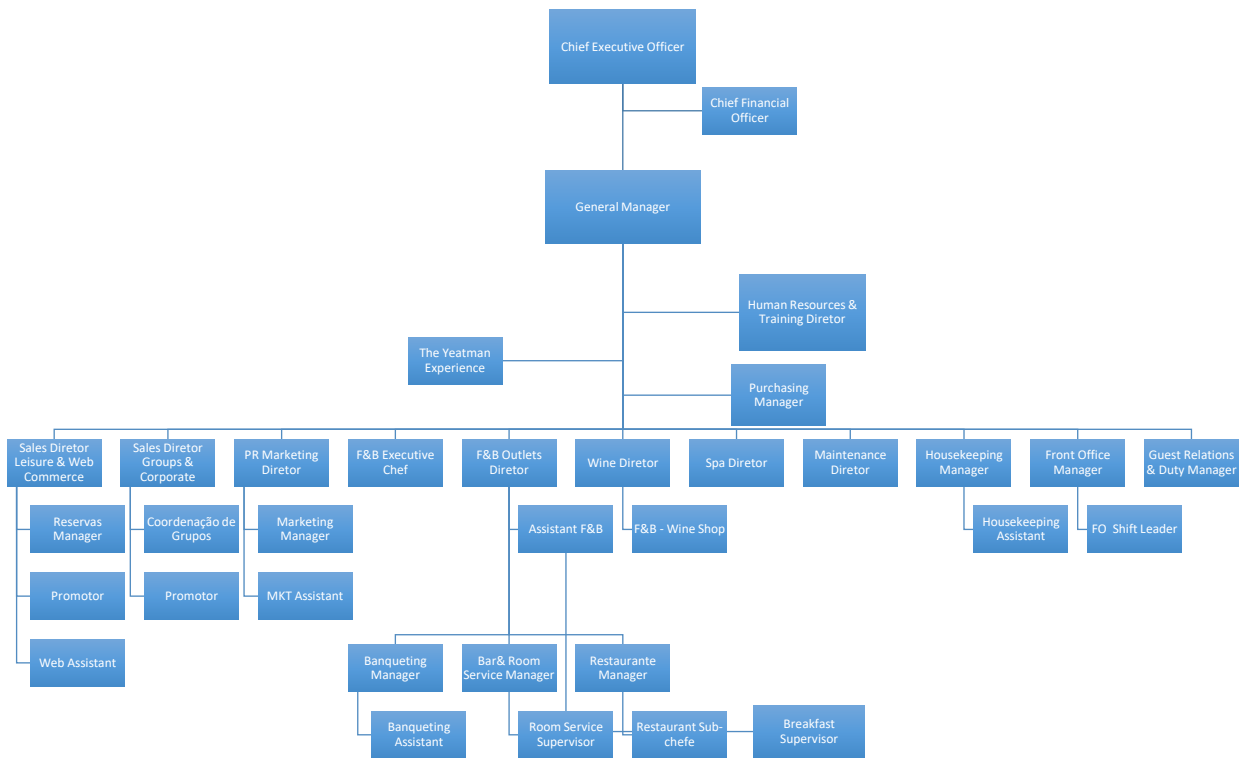 Chief Executive Officer
Chief Financial
Officer
General Manager
Human Resources &
Training Diretor
The Yeatman
Experience
Purchasing
Manager
Sales Diretor
Leisure & Web
Commerce
Sales Diretor
Groups &
Corporate
PR Marketing
Diretor
F&B Executive
Chef
F&B Outlets
Diretor
Wine Diretor
Spa Diretor
Maintenance
Diretor
Housekeeping
Manager
Front Office
Manager
Guest Relations
& Duty Manager
Reservas
Manager
Coordenação de
Grupos
Marketing
Manager
Assistant F&B
F&B - Wine Shop
Housekeeping
Assistant
FO Shift Leader
Promotor
Promotor
MKT Assistant
Web Assistant
Banqueting
Manager
Bar& Room
Service Manager
Restaurante
Manager
Banqueting
Assistant
Room Service
Supervisor
Restaurant Sub-
chefe
Breakfast
Supervisor